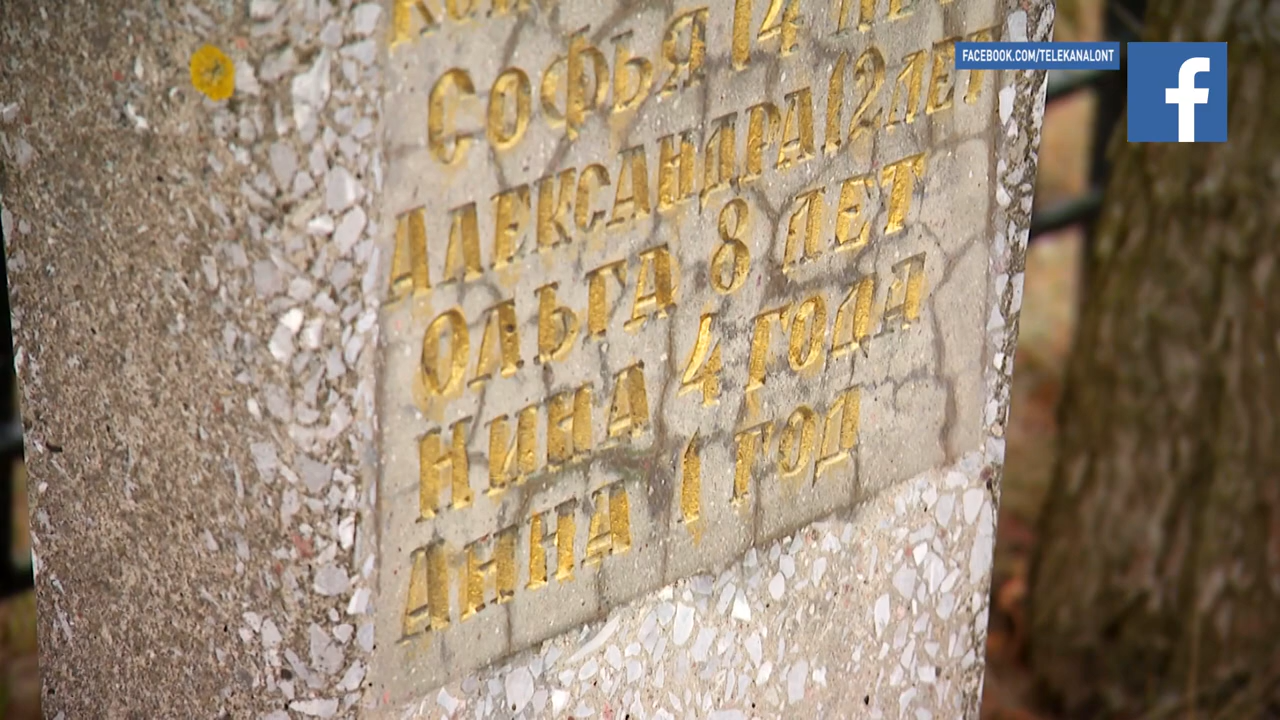 СОФЬЯ 14 ЛЕТ
АЛЕКСАНДРА 12 ЛЕТ
ОЛЬГА 8 ЛЕТ
НИНА 4 ГОДА
АННА 1 ГОД
FACEBOOK.COM/TELEKANALONT